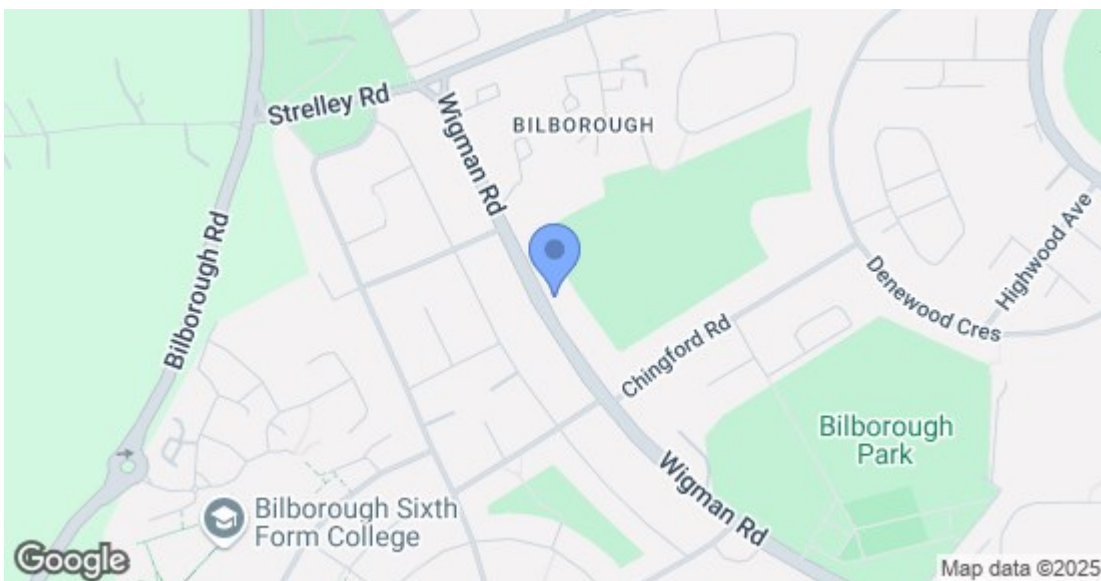 Strelley Rd
Wigman Rd
BILBOROUGH
Bilborough Rd
Highwood Ave
Denewood Cres
Chingford Rd
Bilborough
Park
Wigman Rd
Bilborough Sixth
Form College
Google
Map data ©2025